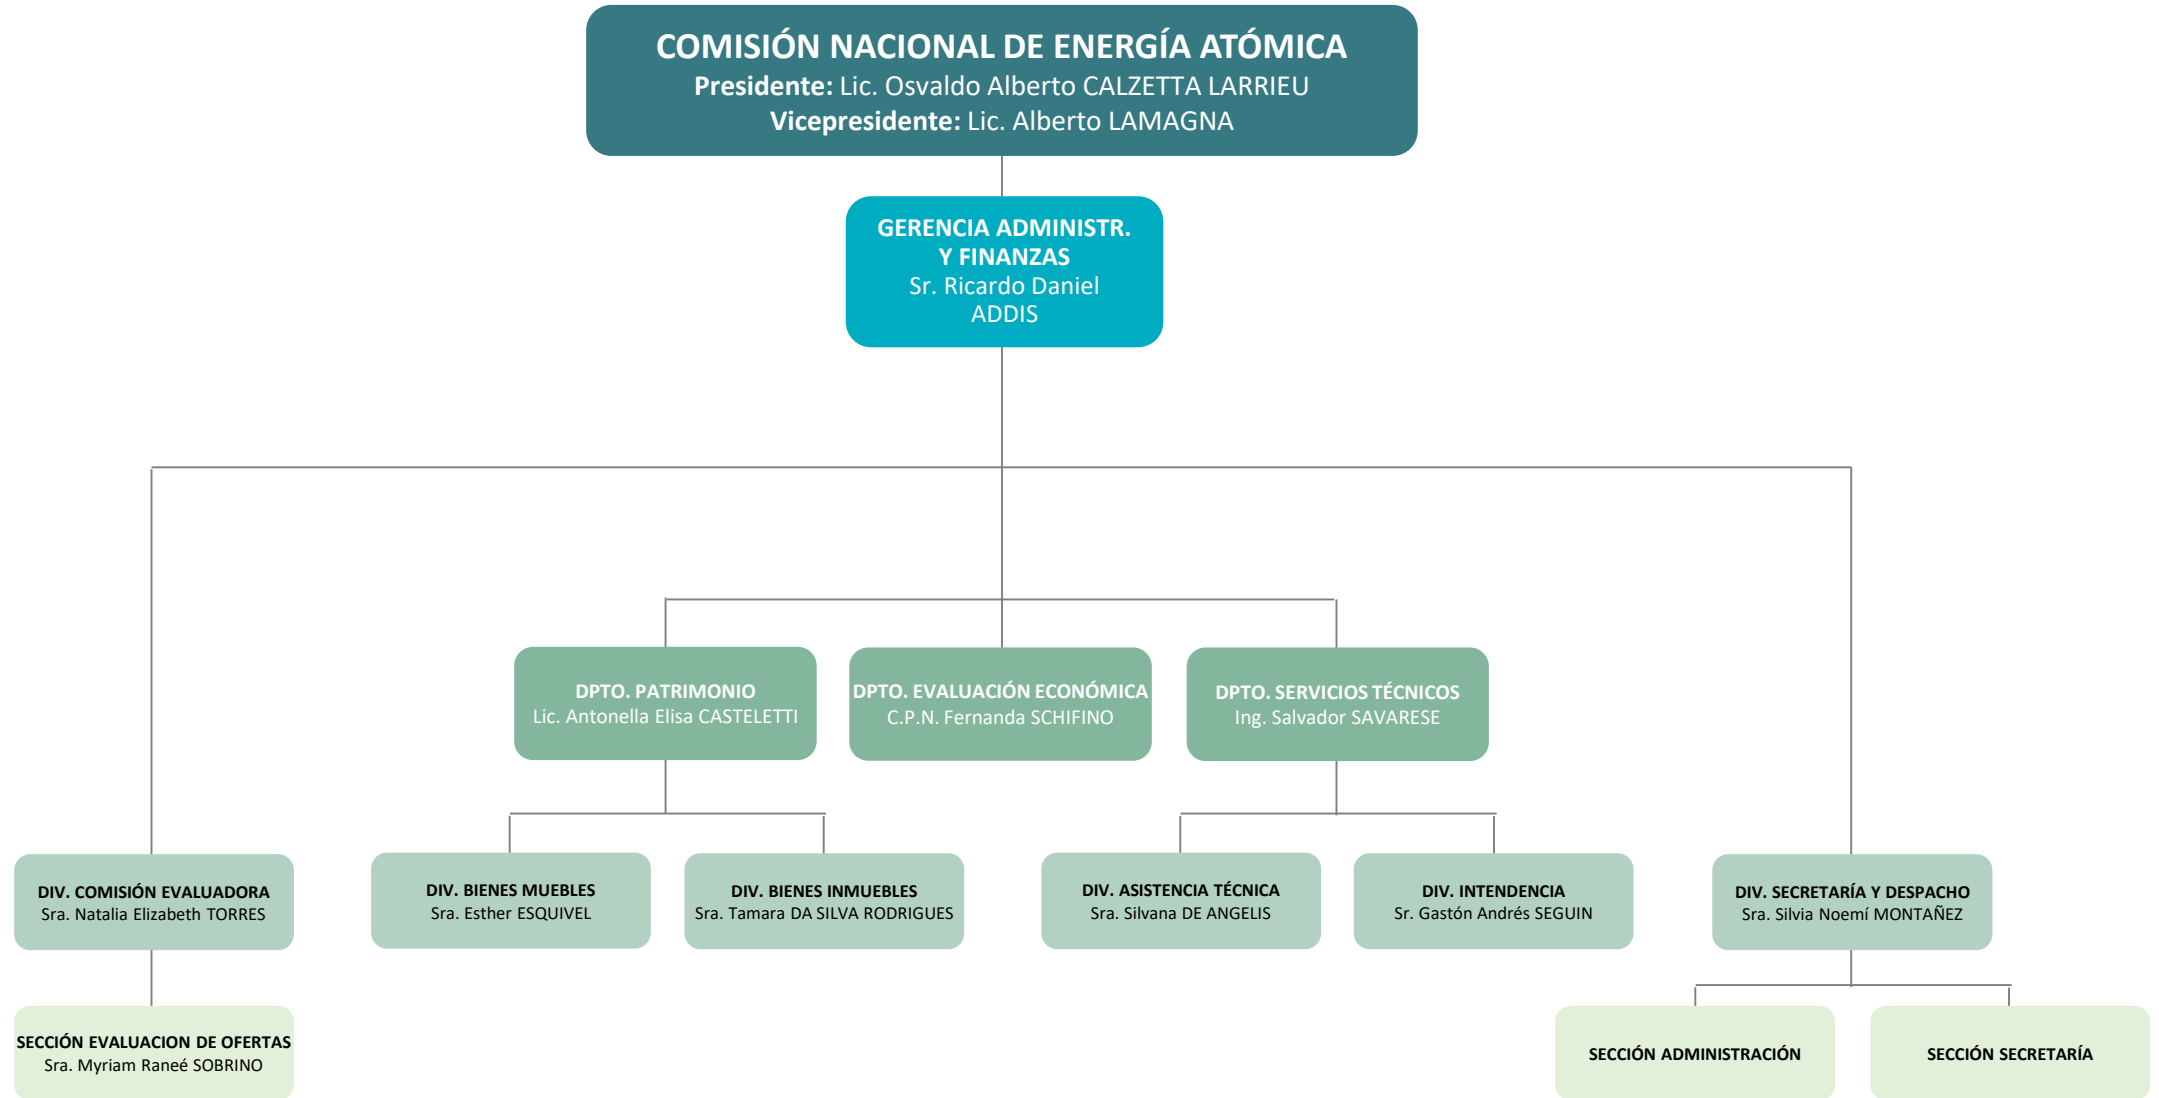 COMISIÓN NACIONAL DE ENERGÍA ATÓMICA
Presidente: Lic. Osvaldo Alberto CALZETTA LARRIEU
Vicepresidente: Lic. Alberto LAMAGNA
GERENCIA ADMINISTR.
Y FINANZAS
Sr. Ricardo Daniel
ADDIS
DPTO. PATRIMONIO
Lic. Antonella Elisa CASTELETTI
DPTO. EVALUACIÓN ECONÓMICA
C.P.N. Fernanda SCHIFINO
DPTO. SERVICIOS TÉCNICOS
Ing. Salvador SAVARESE
DIV. COMISIÓN EVALUADORA
Sra. Natalia Elizabeth TORRES
DIV. BIENES MUEBLES
Sra. Esther ESQUIVEL
DIV. BIENES INMUEBLES
Sra. Tamara DA SILVA RODRIGUES
DIV. ASISTENCIA TÉCNICA
Sra. Silvana DE ANGELIS
DIV. INTENDENCIA
Sr. Gastón Andrés SEGUIN
DIV. SECRETARÍA Y DESPACHO
Sra. Silvia Noemí MONTAÑEZ
SECCIÓN EVALUACION DE OFERTAS
Sra. Myriam Raneé SOBRINO
SECCIÓN ADMINISTRACIÓN
SECCIÓN SECRETARÍA